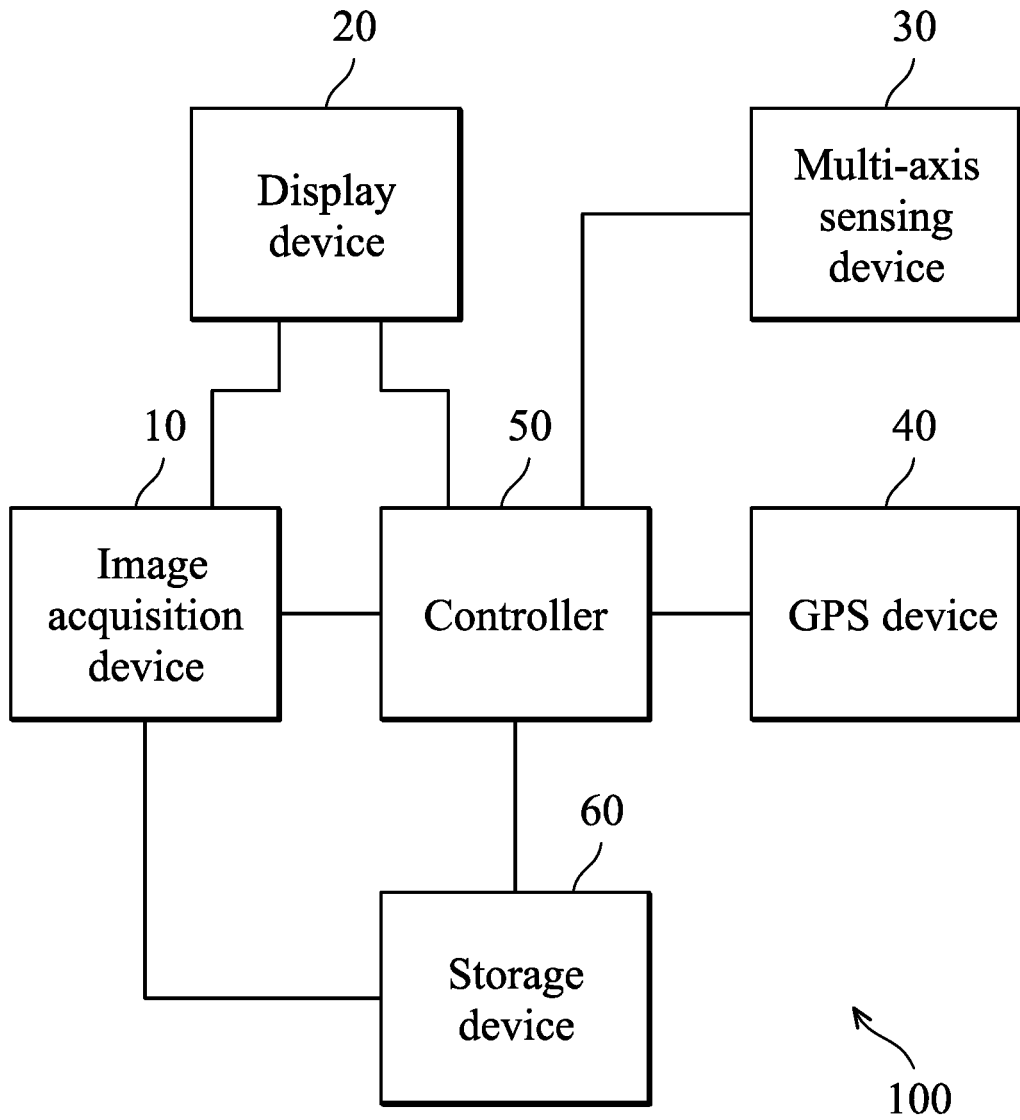 20
30
Display
device
Multi-axis
sensing
device
10
50
40
Image
acquisition
device
Controller
GPS device
60
Storage
device
100